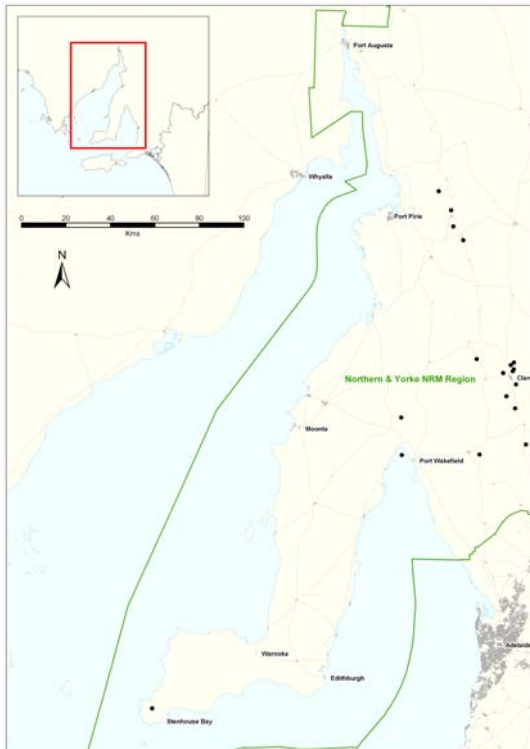 Port Augusta
Whyalla
0 20 40 60 80 100
Kms
Port Pirie
N
Northern & Yorke NRM Region
Clare
Moonta
Port Wakefield
Adelaide
Warooka
Edithburgh
Stenhouse Bay